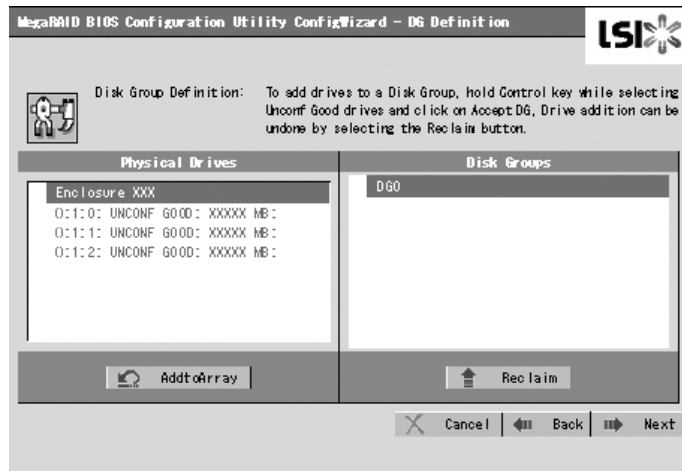 MegaRAID BIOS Configuration Utility ConfigWizard - DG Definition
LSI
Disk Group Definition: To add drives to a Disk Group, hold Control key while selecting
Unconf Good drives and click on Accept DG, Drive addition can be
undone by selecting the Reclaim button.
Physical Drives
Enclosure XXX
0:1:0: UNCONF GOOD: XXXXX MB:
0:1:1: UNCONF GOOD: XXXXX MB:
0:1:2: UNCONF GOOD: XXXXX MB:
AddtoArray
Disk Groups
DG0
Reclaim
Cancel Back Next